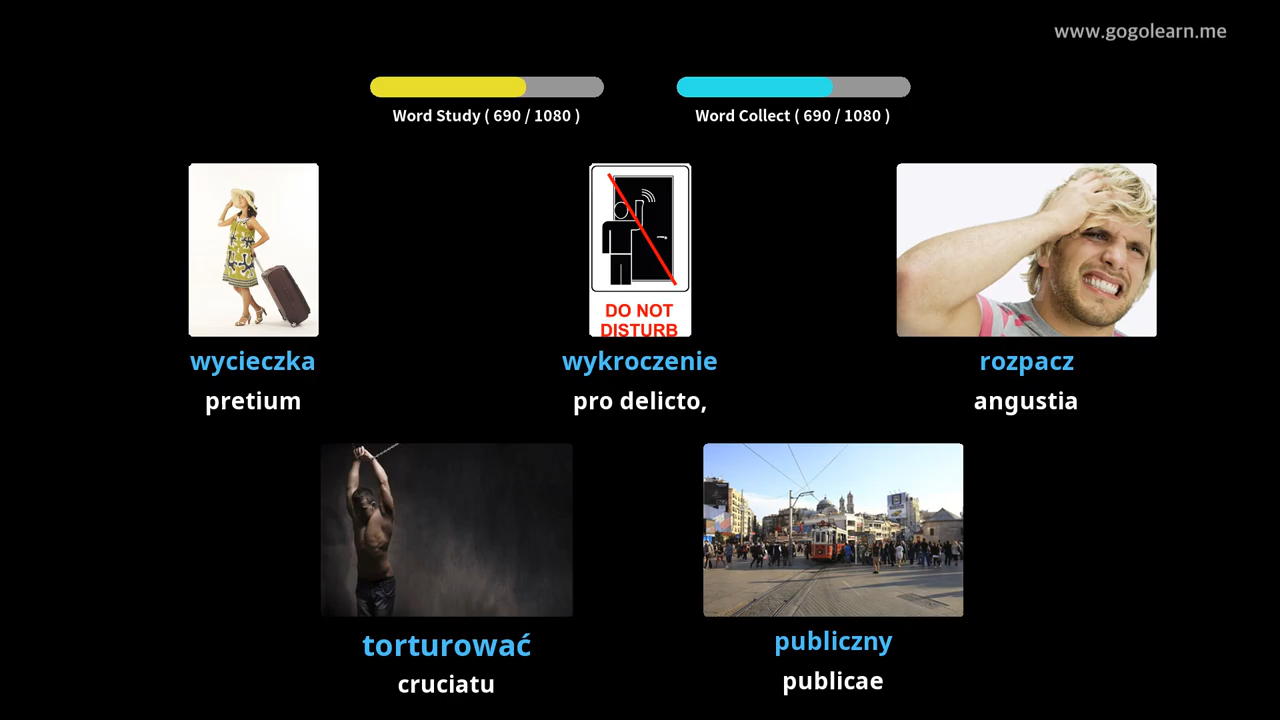 www.gogolearn.me
Word Study ( 690 / 1080 )
Word Collect ( 690 / 1080 )
DO NOT
DISTURB
wycieczka
wykroczenie
rozpacz
pretium
pro delicto,
angustia
torturować
publiczny
cruciatu
publicae